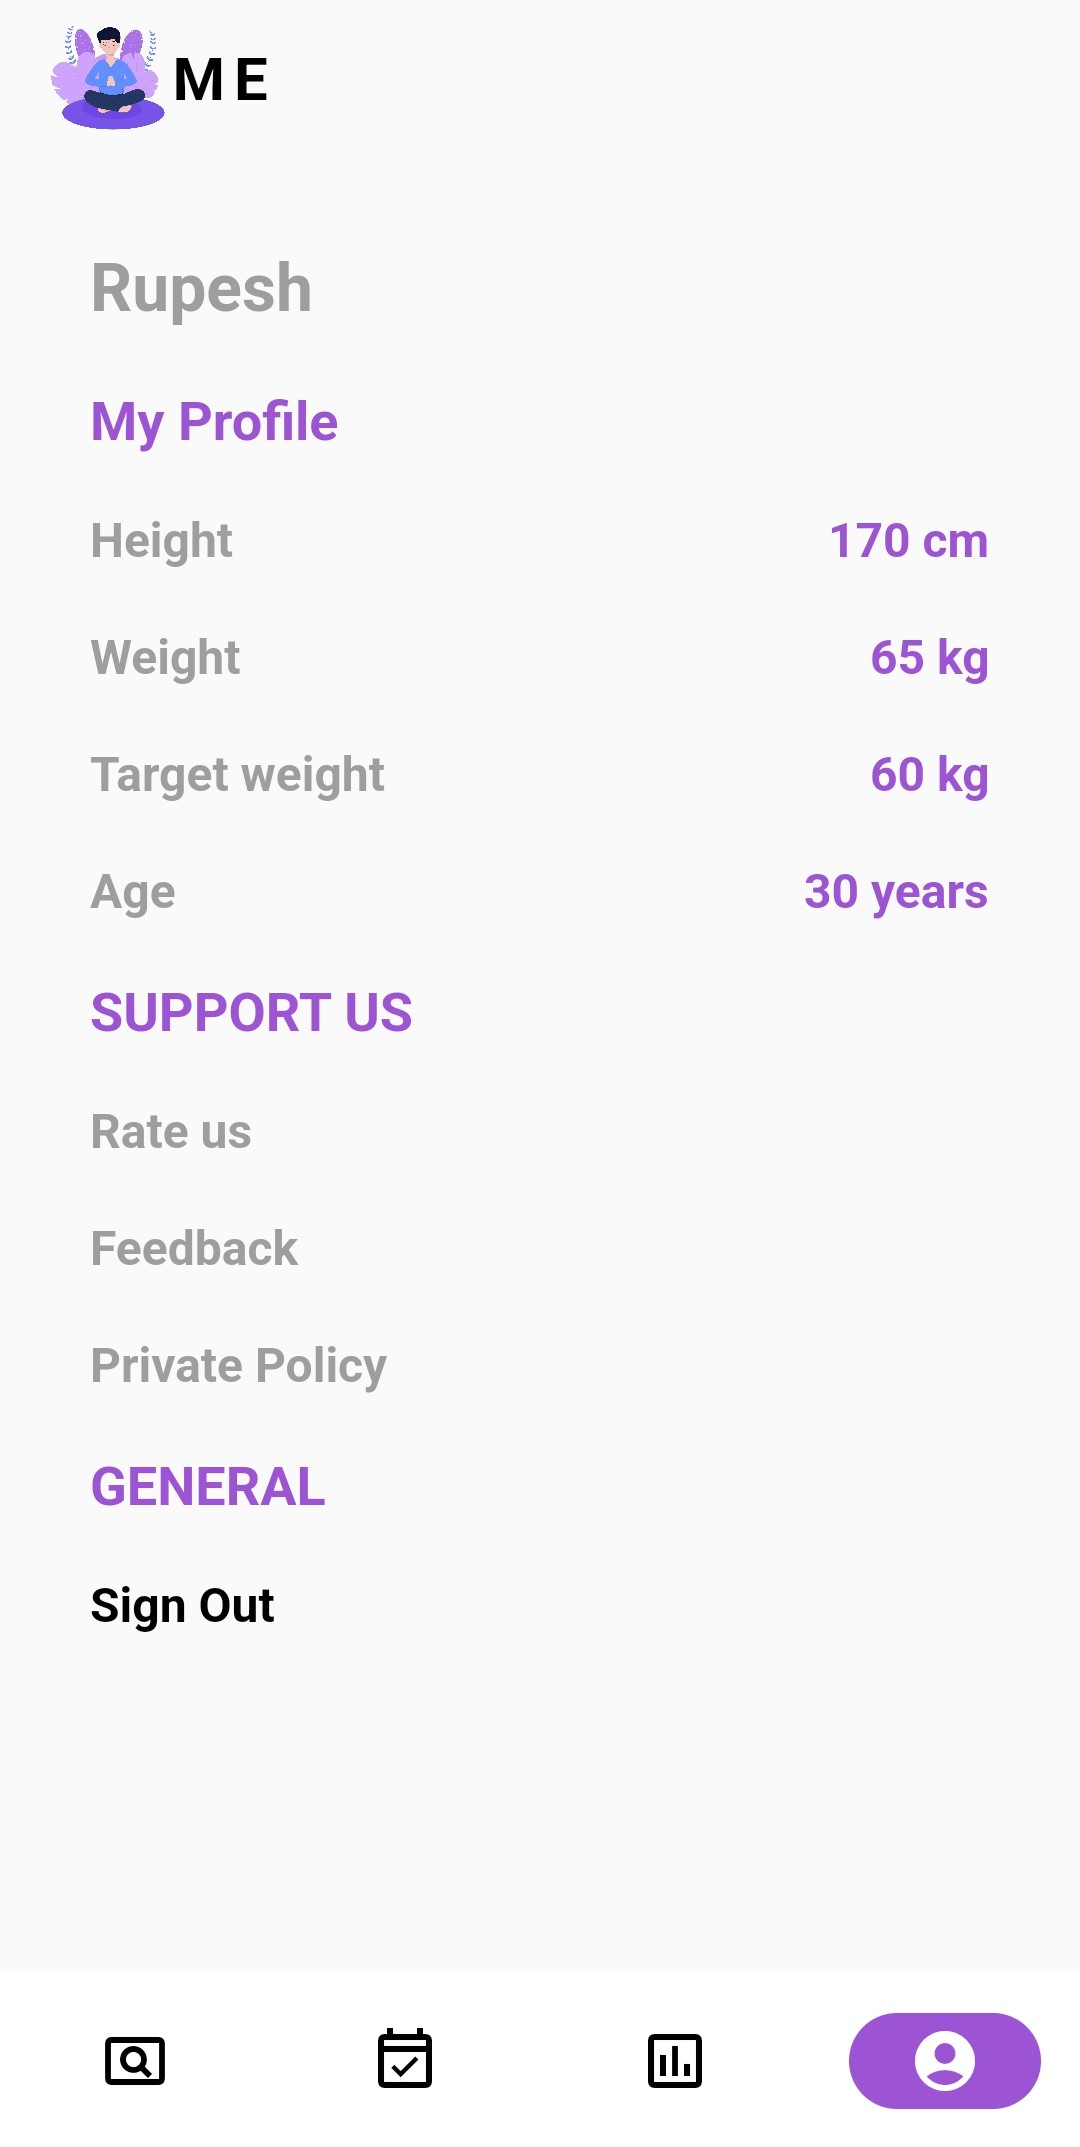 ME
Rupesh
My Profile
Height 170 cm
Weight 65 kg
Target weight 60 kg
Age 30 years
SUPPORT US
Rate us
Feedback
Private Policy
GENERAL
Sign Out